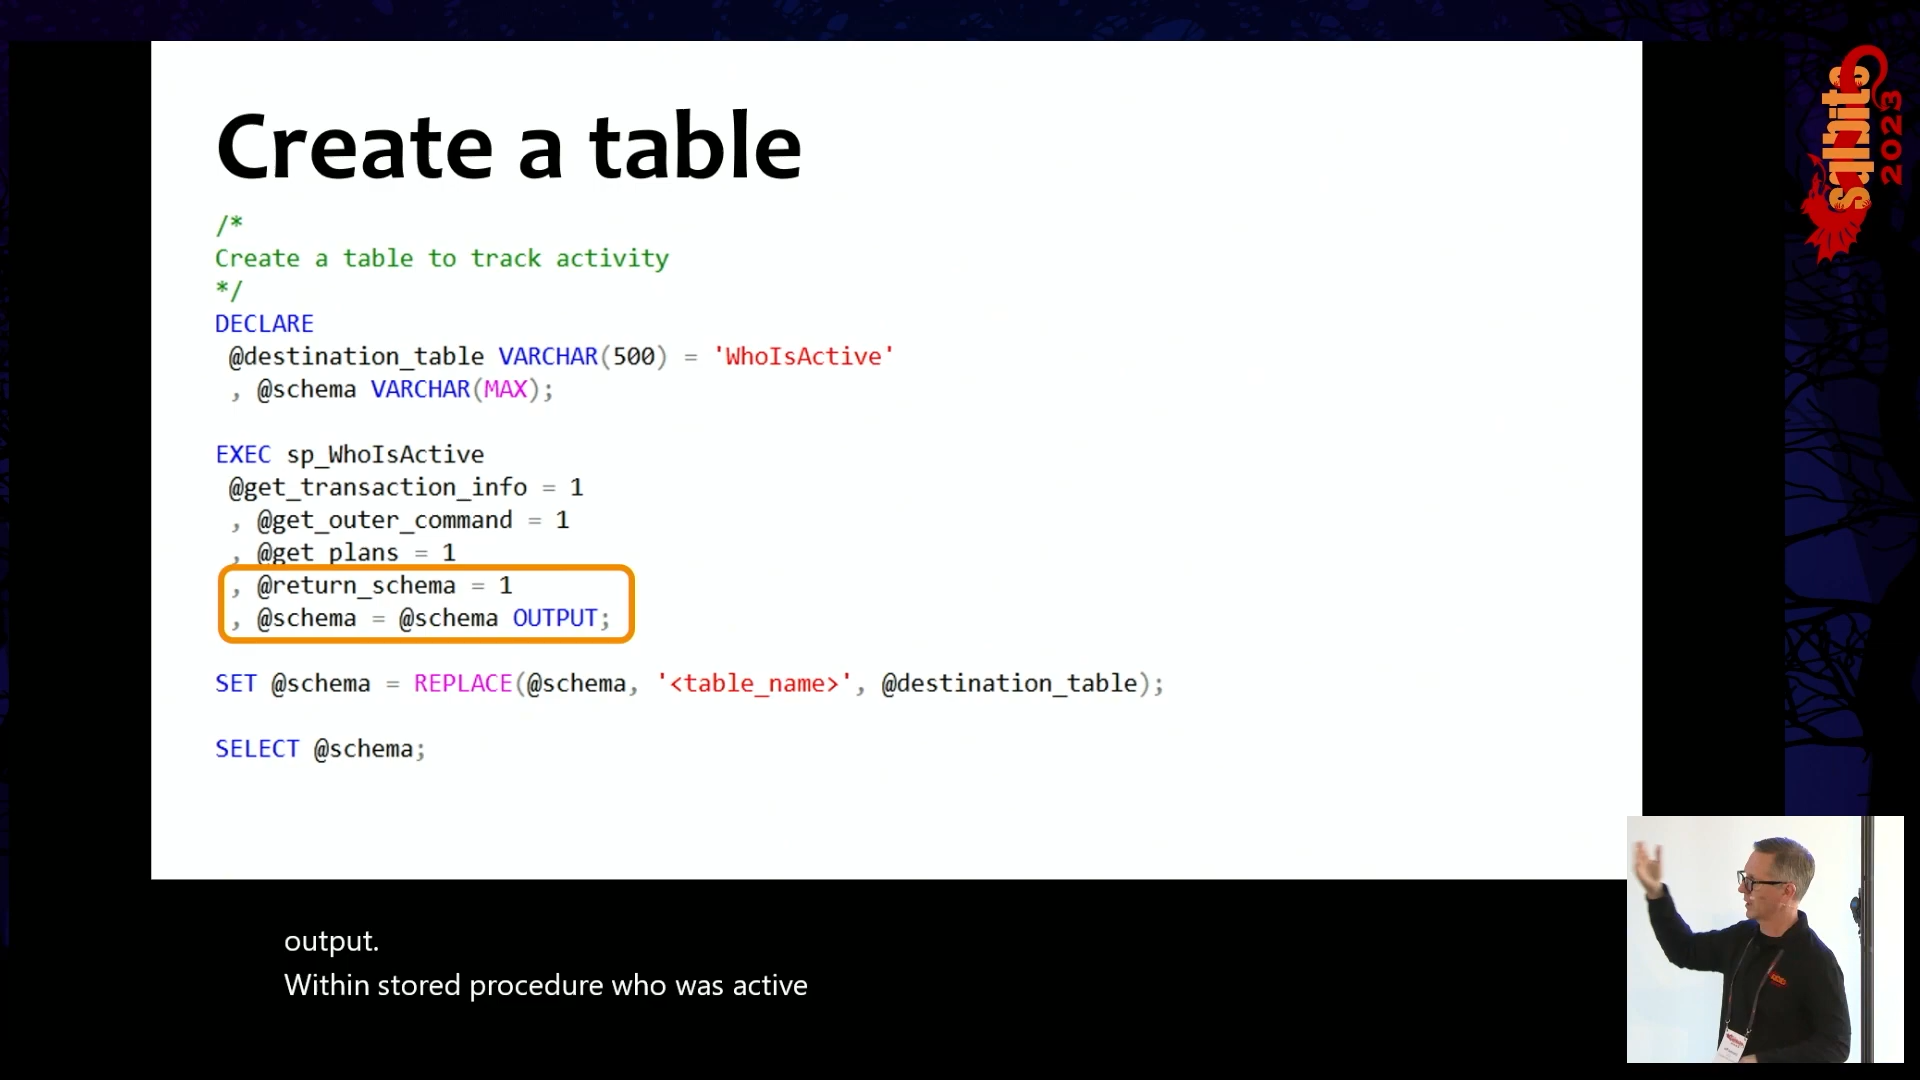 Create a table
/*
Create a table to track activity
*/
DECLARE
@destination_table VARCHAR(500) = 'WhoIsActive'
, @schema VARCHAR(MAX);
EXEC sp_WhoIsActive
@get_transaction_info = 1
, @get_outer_command = 1
, @get_plans = 1
, @return_schema = 1
, @schema = @schema OUTPUT;
SET @schema = REPLACE(@schema, '<table_name>', @destination_table);
SELECT @schema;
output.
Within stored procedure who was active
sqlbits
2023